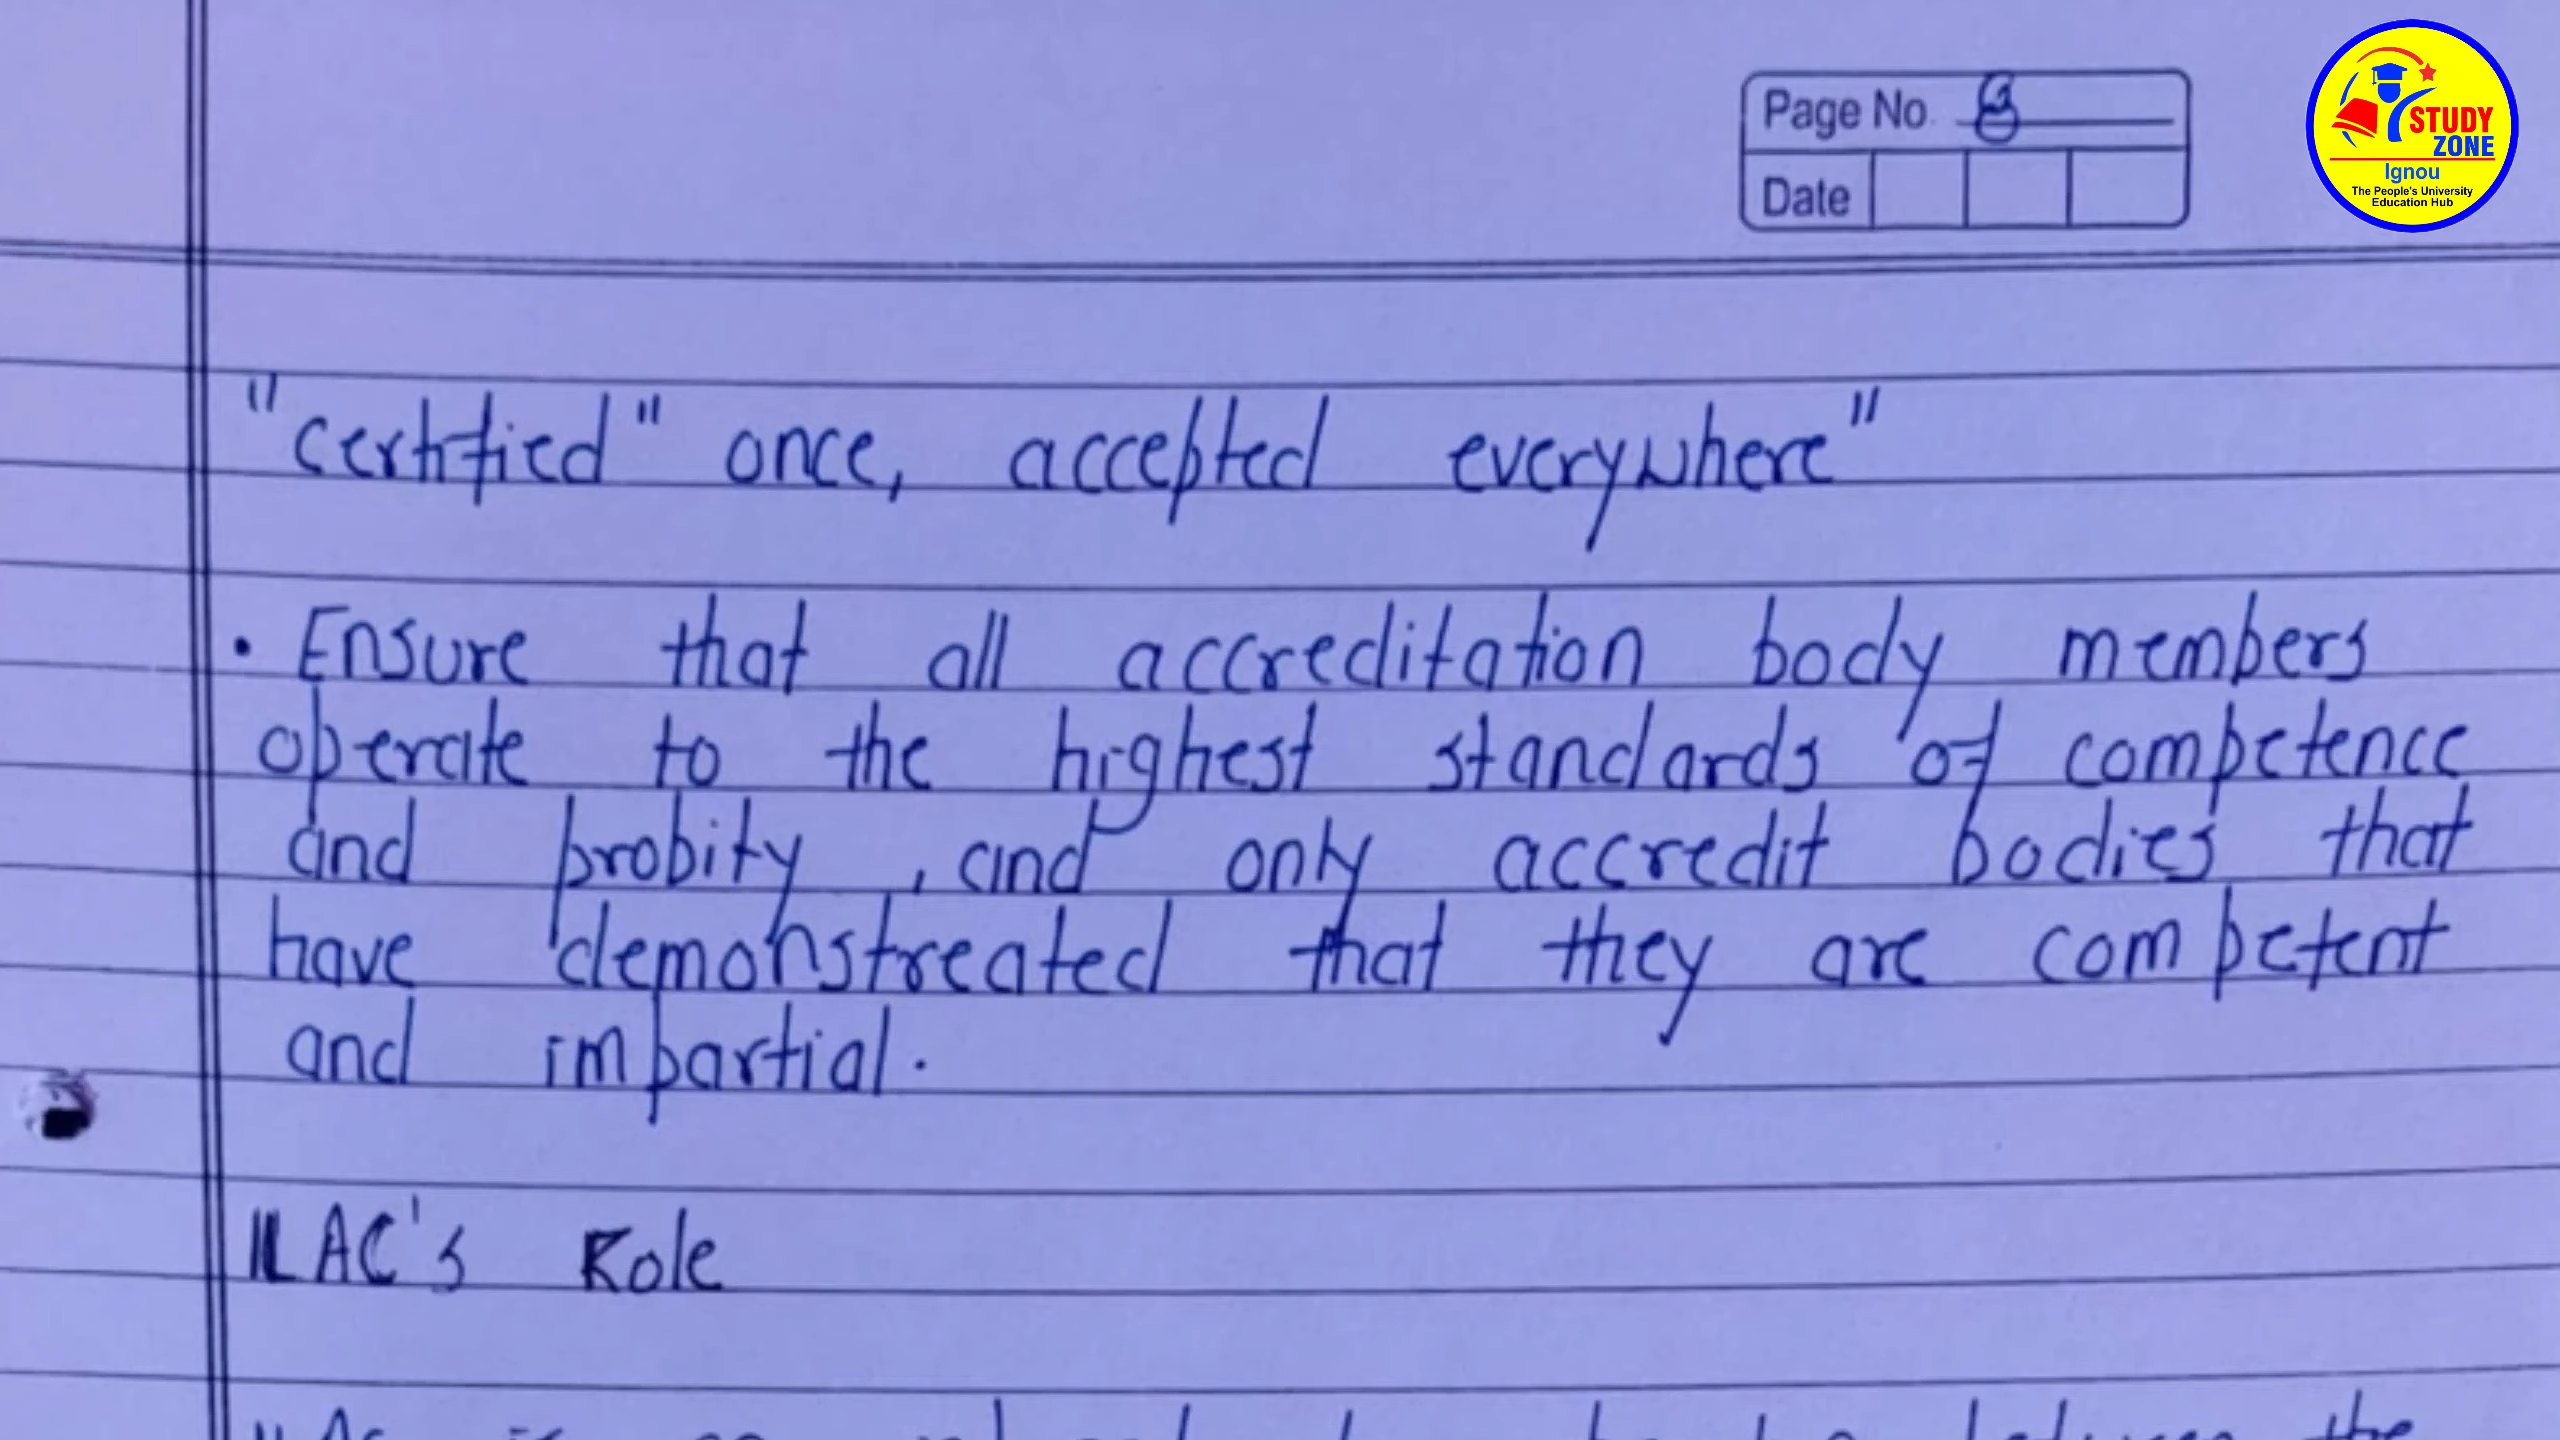 Page No. 8
Date
STUDY
ZONE
Ignou
The People's University
Education Hub
"certified" once, accepted everywhere"
• Ensure that all accreditation body members
operate to the highest standards of competence
and probity, and only accredit bodies that
have demonstreated that they are competent
and impartial.
ILAC's Role
the